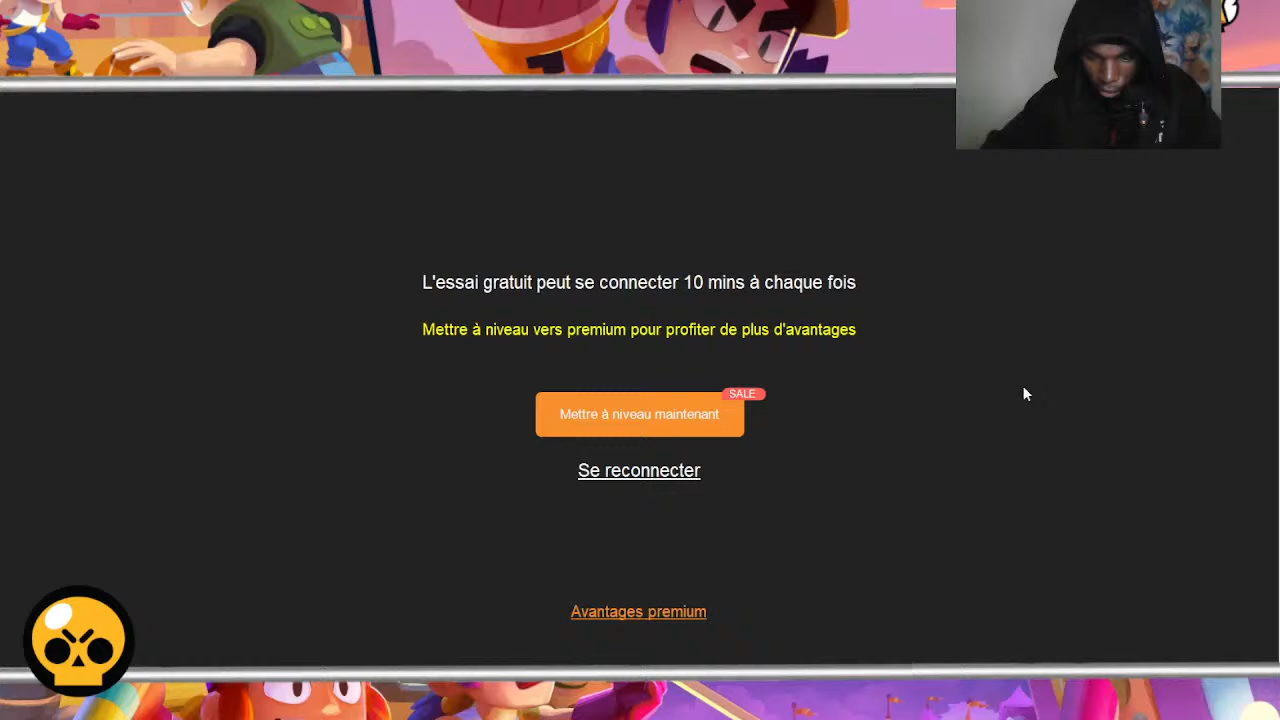 L'essai gratuit peut se connecter 10 mins à chaque fois
Mettre à niveau vers premium pour profiter de plus d'avantages
SALE
Mettre à niveau maintenant
Se reconnecter
Avantages premium